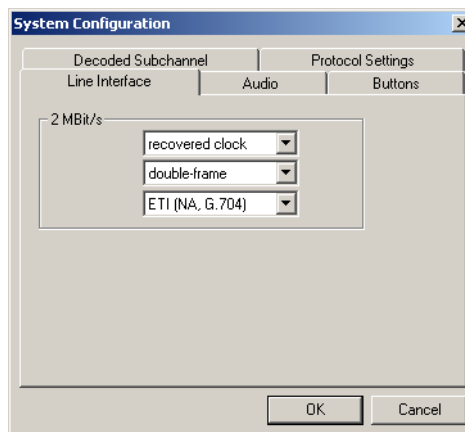 System Configuration
Decoded Subchannel
Protocol Settings
Line Interface
Audio
Buttons
2 MBit/s
recovered clock
double-frame
ETI (NA, G.704)
OK
Cancel